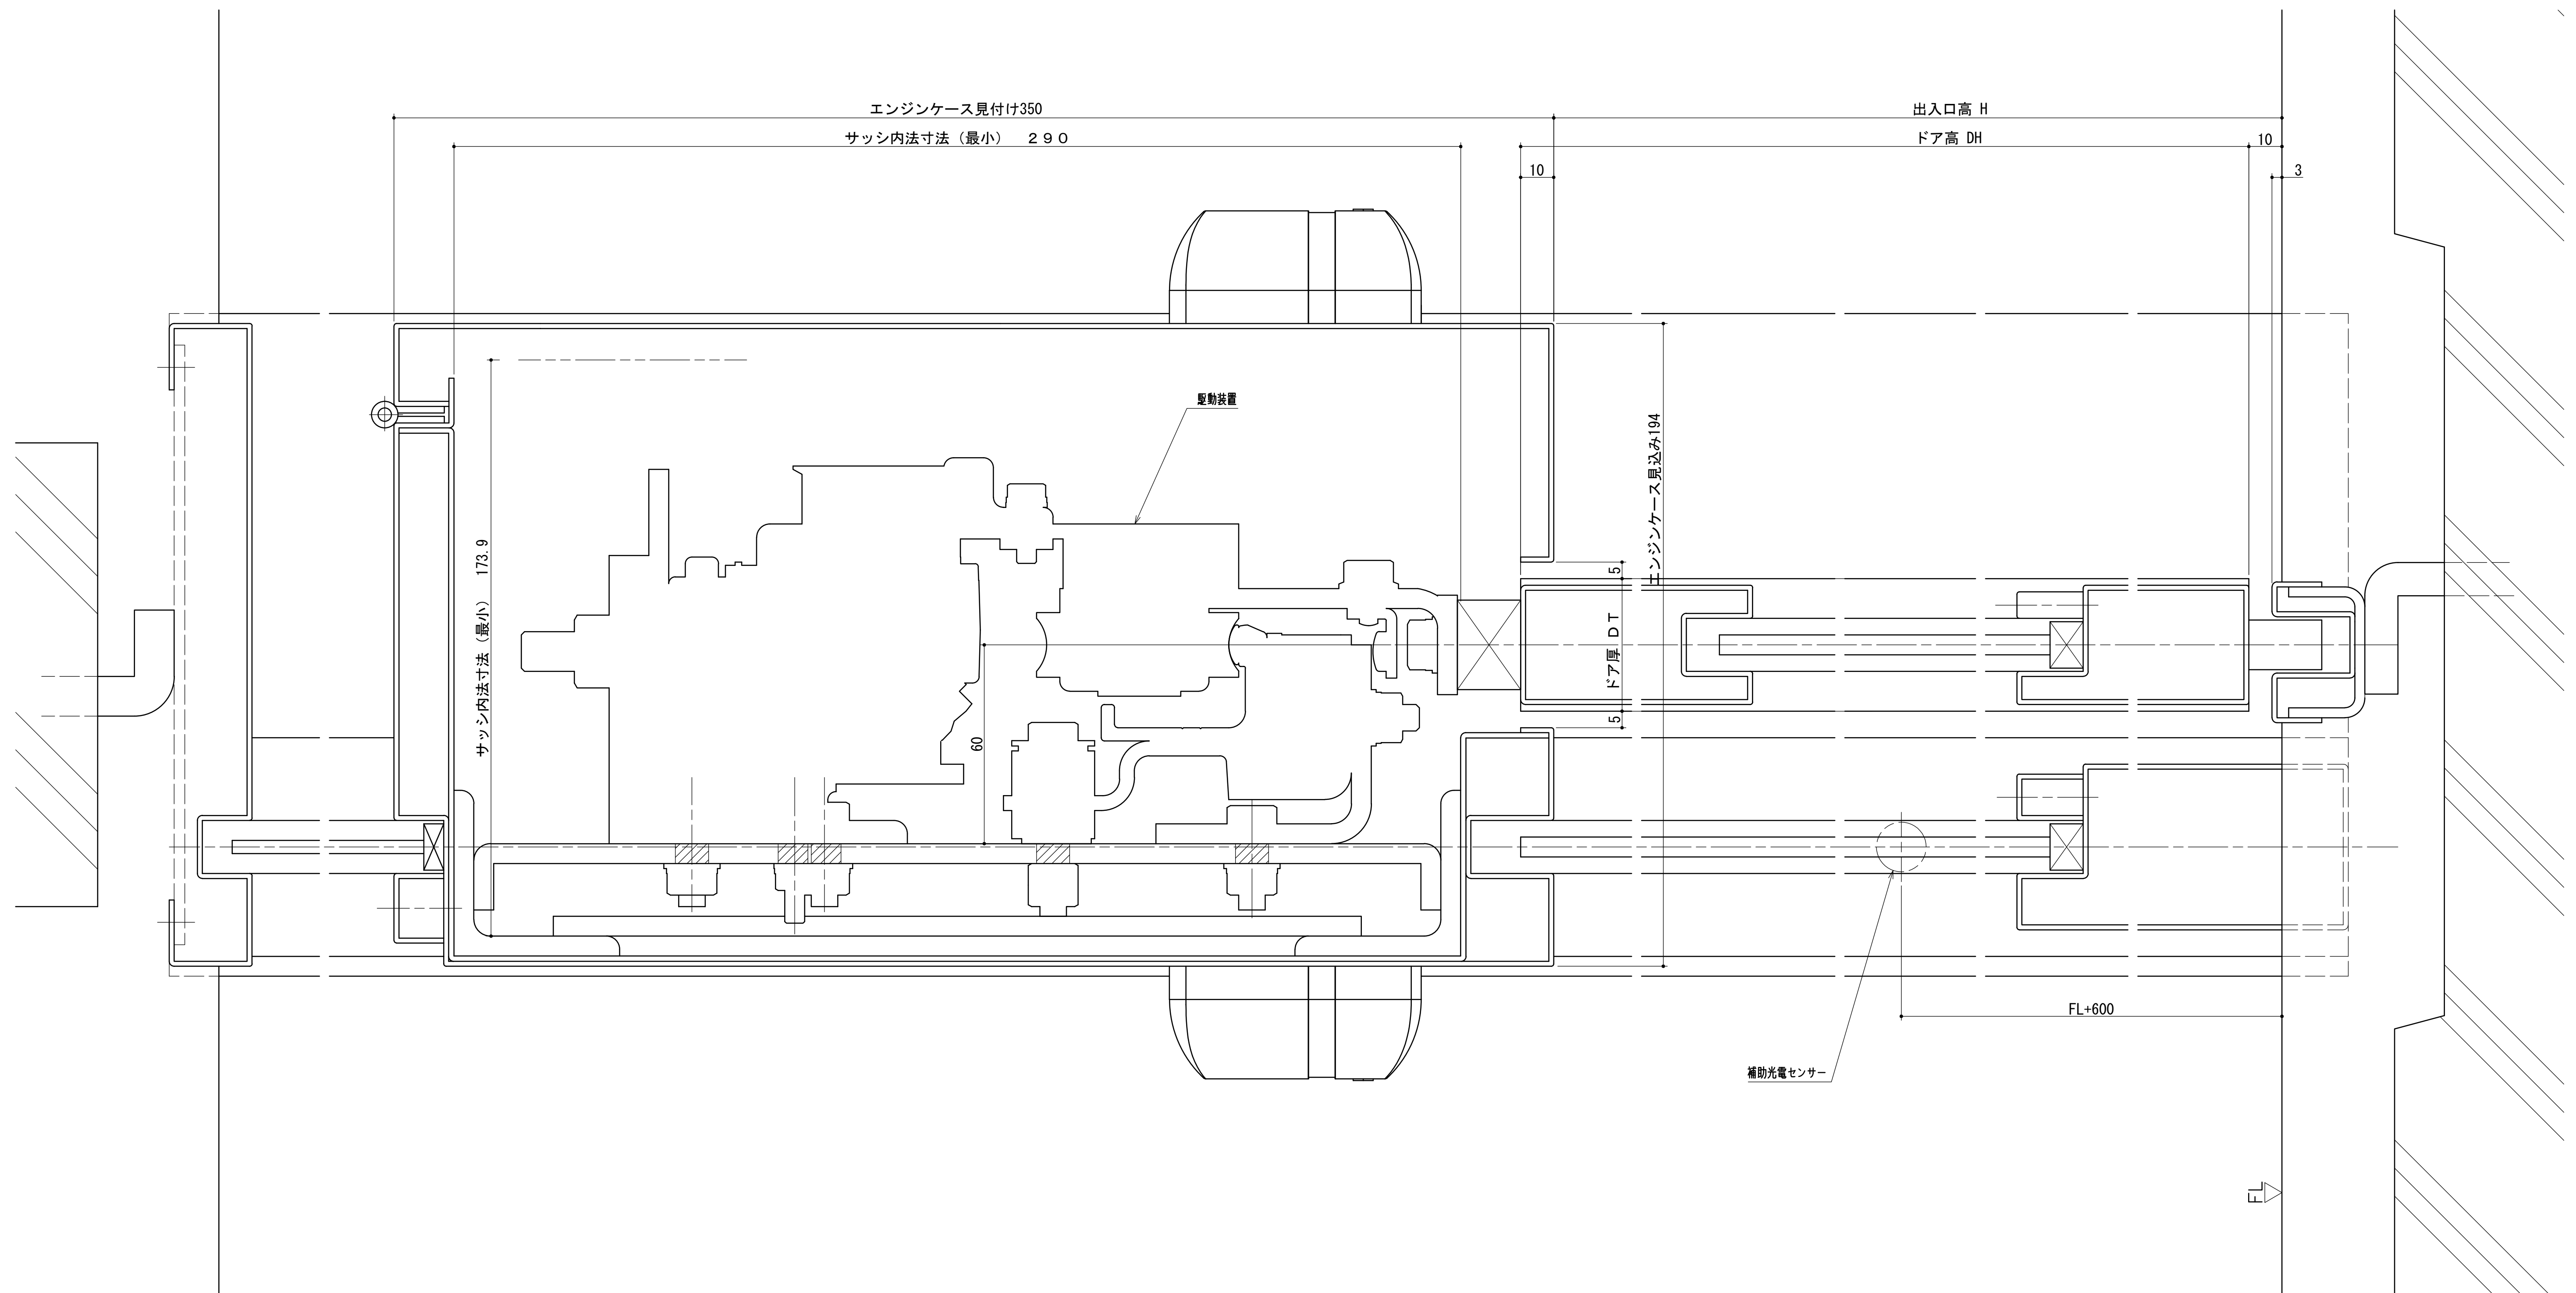 エンジンケース見付け350
出入口高 H
サッシ内法寸法（最小） ２９０
ドア高 DH
10
10
3
駆動装置
エンジンケース見込み194
サッシ内法寸法（最小） 173.9
5
ドア厚 ＤＴ
5
60
FL+600
補助光電センサー
FL